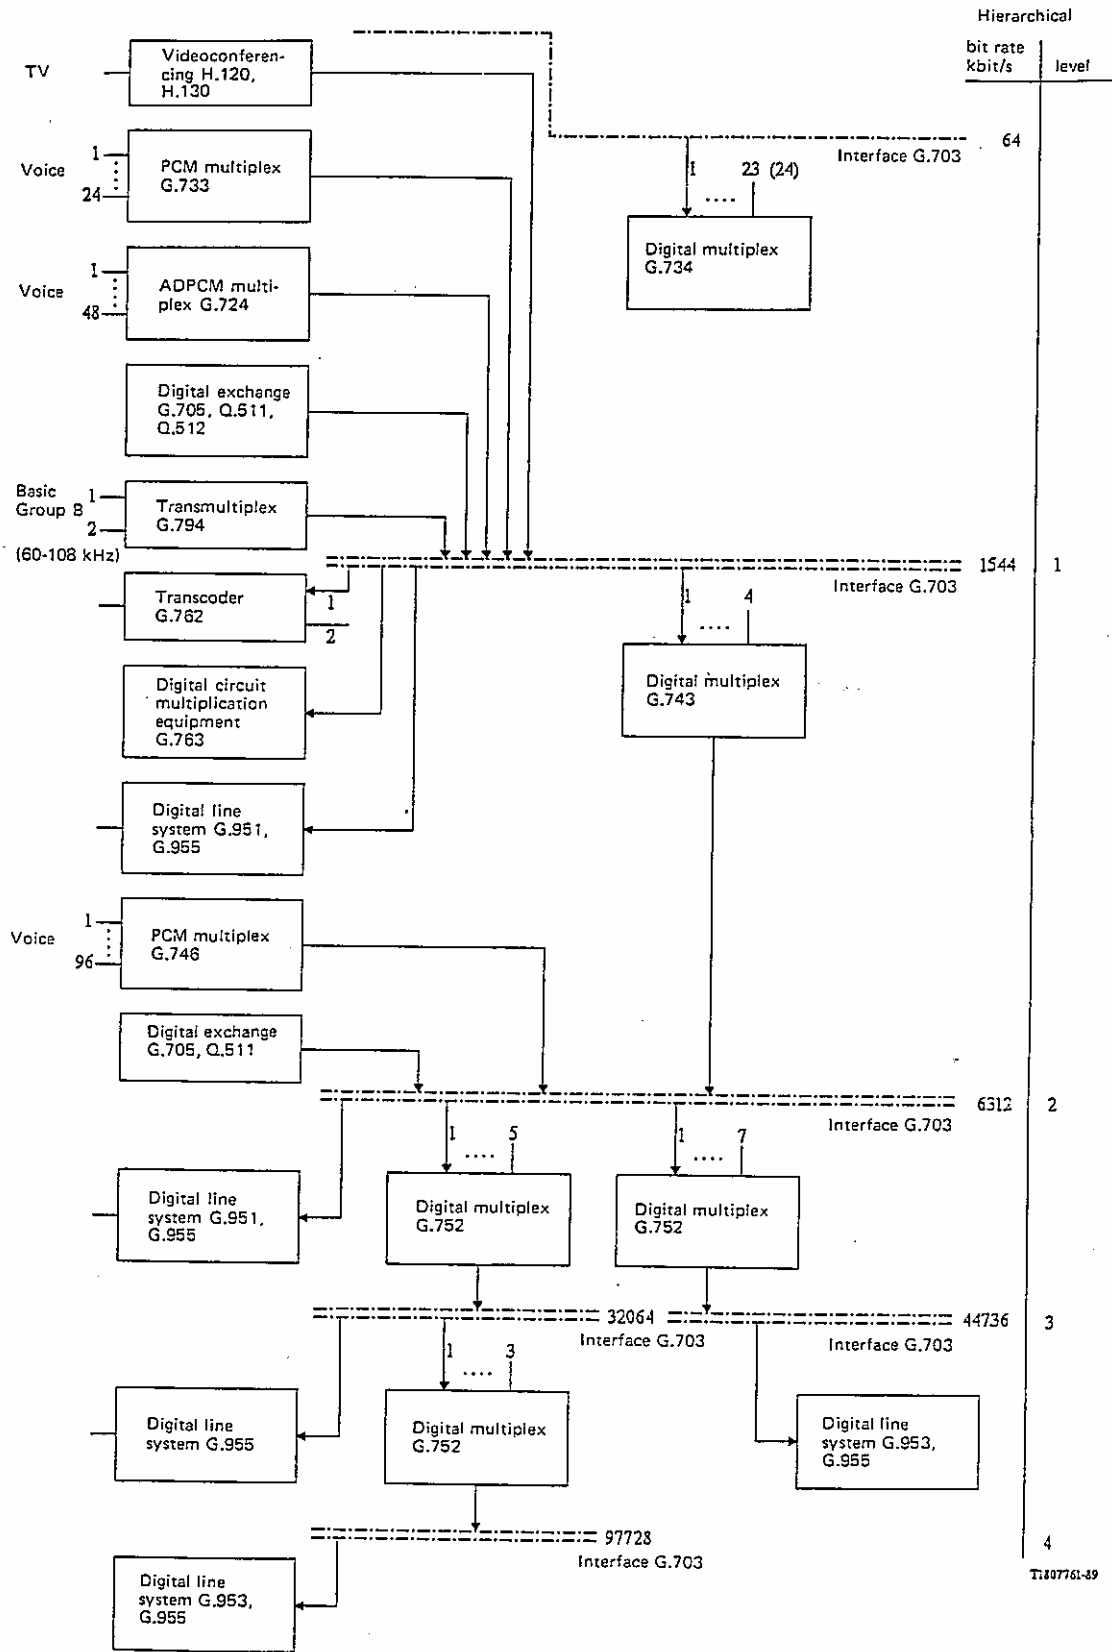 Hierarchical
bit rate
kbit/s
level
TV
Videoconferen-
cing H.120,
H.130
64
Interface G.703
Voice
1
24
PCM multiplex
G.733
1
23 (24)
Digital multiplex
G.734
Voice
1
48
ADPCM multi-
plex G.724
Digital exchange
G.705, Q.511,
Q.512
Basic
Group B
1
2
(60-108 kHz)
Transmultiplex
G.794
1544
1
Interface G.703
Transcoder
G.762
1
2
1
4
Digital multiplex
G.743
Digital circuit
multiplication
equipment
G.763
Digital line
system G.951,
G.955
Voice
1
96
PCM multiplex
G.746
Digital exchange
G.705, Q.511
6312
2
Interface G.703
1
5
1
7
Digital line
system G.951,
G.955
Digital multiplex
G.752
Digital multiplex
G.752
32064
Interface G.703
44736
3
Interface G.703
1
3
Digital line
system G.955
Digital multiplex
G.752
Digital line
system G.953,
G.955
97728
4
Interface G.703
T1807761-89
Digital line
system G.953,
G.955